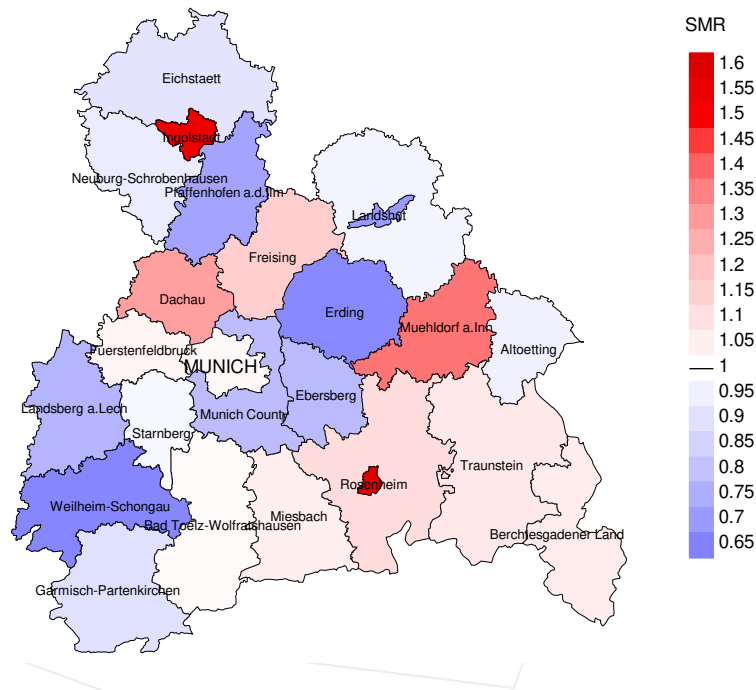 SMR
Eichstaett
Ingolstadt
Neuburg-Schrobenhausen
Pfaffenhofen a.d.Ilm
Landshut
Freising
Dachau
Erding
Muehldorf a.Inn
Fuerstenfeldbruck
Altoetting
MUNICH
Landsberg a.Lech
Munich County
Ebersberg
Starnberg
Traunstein
Rosenheim
Weilheim-Schongau
Miesbach
Bad Toelz-Wolfratshausen
Berchtesgadener Land
Garmisch-Partenkirchen
1.6
1.55
1.5
1.45
1.4
1.35
1.3
1.25
1.2
1.15
1.1
1.05
1
0.95
0.9
0.85
0.8
0.75
0.7
0.65